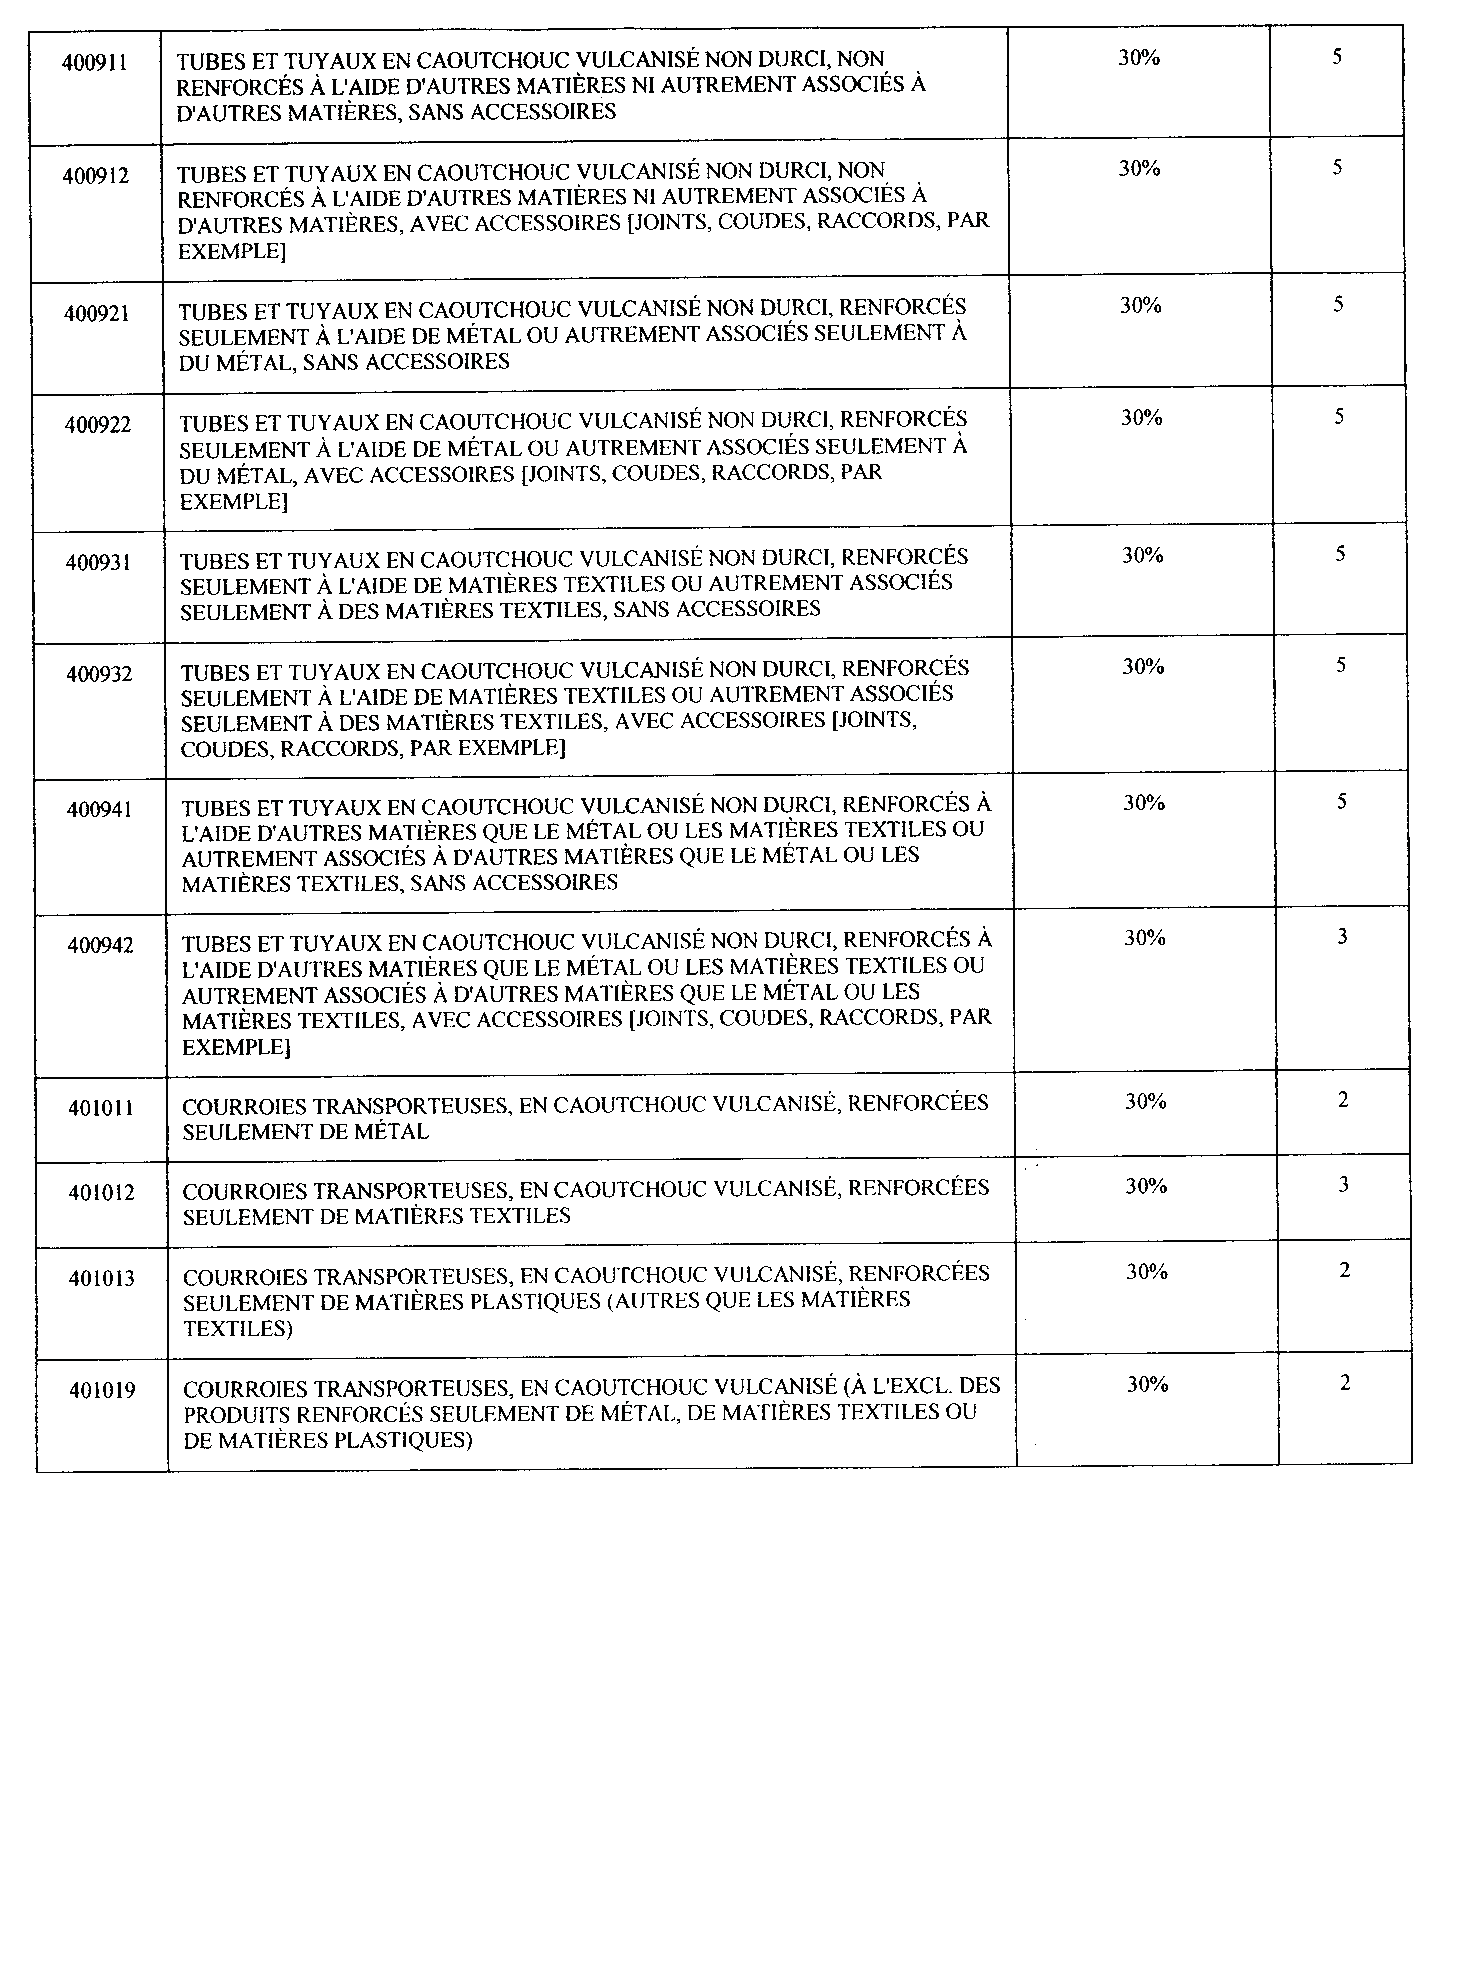 400911 TUBES ET TUYAUX EN CAOUTCHOUC VULCANISÉ NON DURCI, NON 30% 5
RENFORCÉS À L'AIDE D'AUTRES MATIÈRES NI AUTREMENT ASSOCIÉS À
D'AUTRES MATIÈRES, SANS ACCESSOIRES
400912 TUBES ET TUYAUX EN CAOUTCHOUC VULCANISÉ NON DURCI, NON 30% 5
RENFORCÉS À L'AIDE D'AUTRES MATIÈRES NI AUTREMENT ASSOCIÉS À
D'AUTRES MATIÈRES, AVEC ACCESSOIRES [JOINTS, COUDES, RACCORDS, PAR
EXEMPLE]
400921 TUBES ET TUYAUX EN CAOUTCHOUC VULCANISÉ NON DURCI, RENFORCÉS 30% 5
SEULEMENT À L'AIDE DE MÉTAL OU AUTREMENT ASSOCIÉS SEULEMENT À
DU MÉTAL, SANS ACCESSOIRES
400922 TUBES ET TUYAUX EN CAOUTCHOUC VULCANISÉ NON DURCI, RENFORCÉS 30% 5
SEULEMENT À L'AIDE DE MÉTAL OU AUTREMENT ASSOCIÉS SEULEMENT À
DU MÉTAL, AVEC ACCESSOIRES [JOINTS, COUDES, RACCORDS, PAR
EXEMPLE]
400931 TUBES ET TUYAUX EN CAOUTCHOUC VULCANISÉ NON DURCI, RENFORCÉS 30% 5
SEULEMENT À L'AIDE DE MATIÈRES TEXTILES OU AUTREMENT ASSOCIÉS
SEULEMENT À DES MATIÈRES TEXTILES, SANS ACCESSOIRES
400932 TUBES ET TUYAUX EN CAOUTCHOUC VULCANISÉ NON DURCI, RENFORCÉS 30% 5
SEULEMENT À L'AIDE DE MATIÈRES TEXTILES OU AUTREMENT ASSOCIÉS
SEULEMENT À DES MATIÈRES TEXTILES, AVEC ACCESSOIRES [JOINTS,
COUDES, RACCORDS, PAR EXEMPLE]
400941 TUBES ET TUYAUX EN CAOUTCHOUC VULCANISÉ NON DURCI, RENFORCÉS À 30% 5
L'AIDE D'AUTRES MATIÈRES QUE LE MÉTAL OU LES MATIÈRES TEXTILES OU
AUTREMENT ASSOCIÉS À D'AUTRES MATIÈRES QUE LE MÉTAL OU LES
MATIÈRES TEXTILES, SANS ACCESSOIRES
400942 TUBES ET TUYAUX EN CAOUTCHOUC VULCANISÉ NON DURCI, RENFORCÉS À 30% 3
L'AIDE D'AUTRES MATIÈRES QUE LE MÉTAL OU LES MATIÈRES TEXTILES OU
AUTREMENT ASSOCIÉS À D'AUTRES MATIÈRES QUE LE MÉTAL OU LES
MATIÈRES TEXTILES, AVEC ACCESSOIRES [JOINTS, COUDES, RACCORDS, PAR
EXEMPLE]
401011 COURROIES TRANSPORTEUSES, EN CAOUTCHOUC VULCANISÉ, RENFORCÉES 30% 2
SEULEMENT DE MÉTAL
401012 COURROIES TRANSPORTEUSES, EN CAOUTCHOUC VULCANISÉ, RENFORCÉES 30% 3
SEULEMENT DE MATIÈRES TEXTILES
401013 COURROIES TRANSPORTEUSES, EN CAOUTCHOUC VULCANISÉ, RENFORCÉES 30% 2
SEULEMENT DE MATIÈRES PLASTIQUES (AUTRES QUE LES MATIÈRES
TEXTILES)
401019 COURROIES TRANSPORTEUSES, EN CAOUTCHOUC VULCANISÉ (À L'EXCL. DES 30% 2
PRODUITS RENFORCÉS SEULEMENT DE MÉTAL, DE MATIÈRES TEXTILES OU
DE MATIÈRES PLASTIQUES)